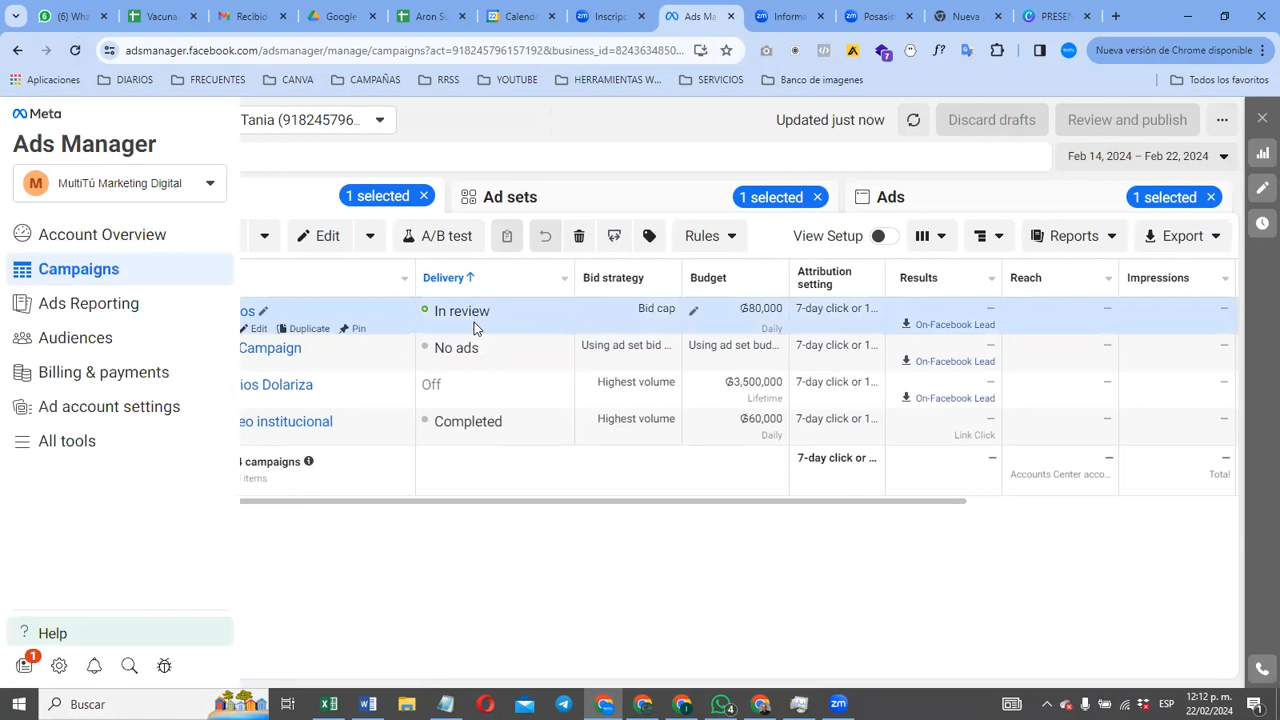 Wha...
Vacuna
Recibid
Google
Aron Su
Calenda
Inscripc
Ads Ma
Informa
Posasis
Nueva
PRESEN
adsmanager.facebook.com/adsmanager/manage/campaigns?act=918245796157192&business_id=8243634850...
Nueva versión de Chrome disponible
Aplicaciones
DIARIOS
FRECUENTES
CANVA
CAMPAÑAS
RRSS
YOUTUBE
HERRAMIENTAS W...
SERVICIOS
Banco de imagenes
Todos los favoritos
Meta
Ads Manager
M MultiTú Marketing Digital
Account Overview
Campaigns
Ads Reporting
Audiences
Billing & payments
Ad account settings
All tools
Help
1
Tania (918245796...
Updated just now
Discard drafts
Review and publish
Feb 14, 2024 – Feb 22, 2024
1 selected
Ad sets
1 selected
Ads
1 selected
Edit
A/B test
Rules
View Setup
Reports
Export
Delivery ↑
Bid strategy
Budget
Attribution setting
Results
Reach
Impressions
os
Edit
Duplicate
Pin
In review
Bid cap
₲80,000
Daily
7-day click or 1...
–
On-Facebook Lead
–
–
Campaign
No ads
Using ad set bid ...
Using ad set bud...
7-day click or 1...
–
On-Facebook Lead
–
–
ios Dolariza
Off
Highest volume
₲3,500,000
Lifetime
7-day click or 1...
–
On-Facebook Lead
–
–
eo institucional
Completed
Highest volume
₲60,000
Daily
7-day click or 1...
–
Link Click
–
–
4 campaigns
items
7-day click or ...
–
–
Accounts Center acco...
–
Total
Buscar
4
ESP
12:12 p. m.
22/02/2024